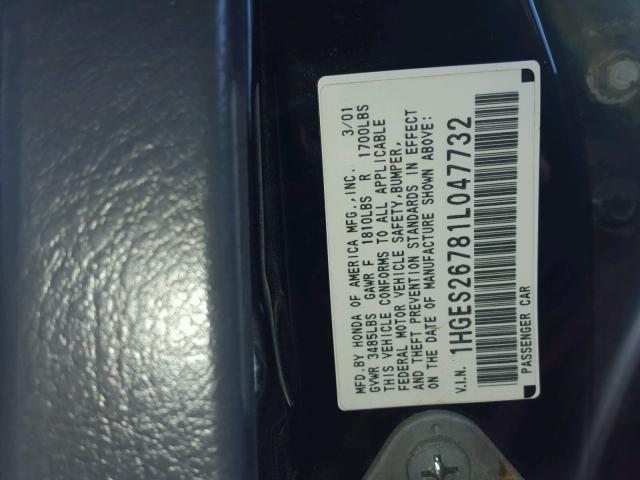 MFD.BY HONDA OF AMERICA MFG.,INC. 3/01
GVWR 3485LBS GAWR F 1810LBS R 1700LBS
THIS VEHICLE CONFORMS TO ALL APPLICABLE
FEDERAL MOTOR VEHICLE SAFETY,BUMPER,
AND THEFT PREVENTION STANDARDS IN EFFECT
ON THE DATE OF MANUFACTURE SHOWN ABOVE:
V.I.N. 1HGES26781L047732
PASSENGER CAR